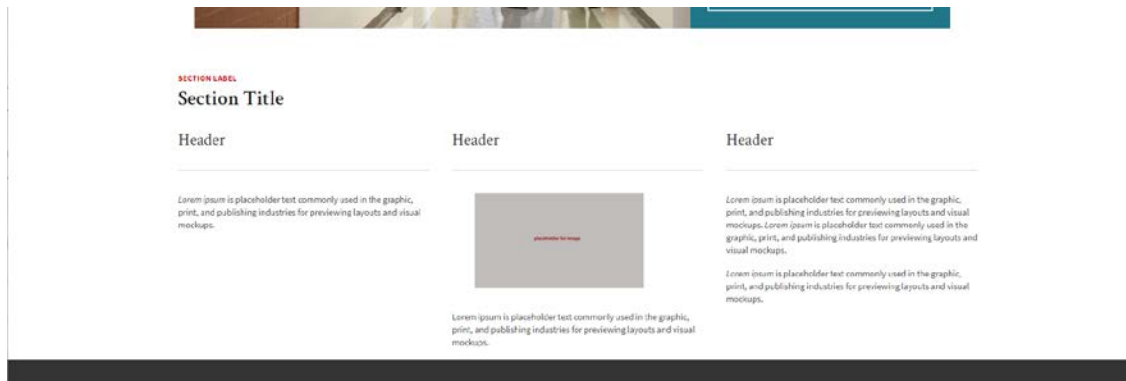 SECTION LABEL
Section Title
Header
Lorem ipsum is placeholder text commonly used in the graphic,
print, and publishing industries for previewing layouts and visual
mockups.
Header
placeholder for image
Lorem ipsum is placeholder text commonly used in the graphic,
print, and publishing industries for previewing layouts and visual
mockups.
Header
Lorem ipsum is placeholder text commonly used in the graphic,
print, and publishing industries for previewing layouts and visual
mockups. Lorem ipsum is placeholder text commonly used in the
graphic, print, and publishing industries for previewing layouts and
visual mockups.
Lorem ipsum is placeholder text commonly used in the graphic,
print, and publishing industries for previewing layouts and visual
mockups.